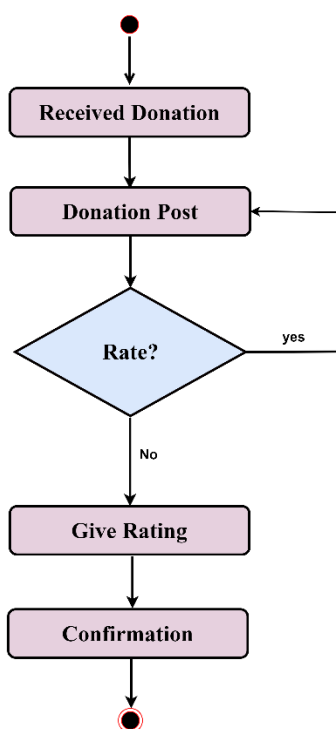 Received Donation
Donation Post
Rate?
yes
No
Give Rating
Confirmation